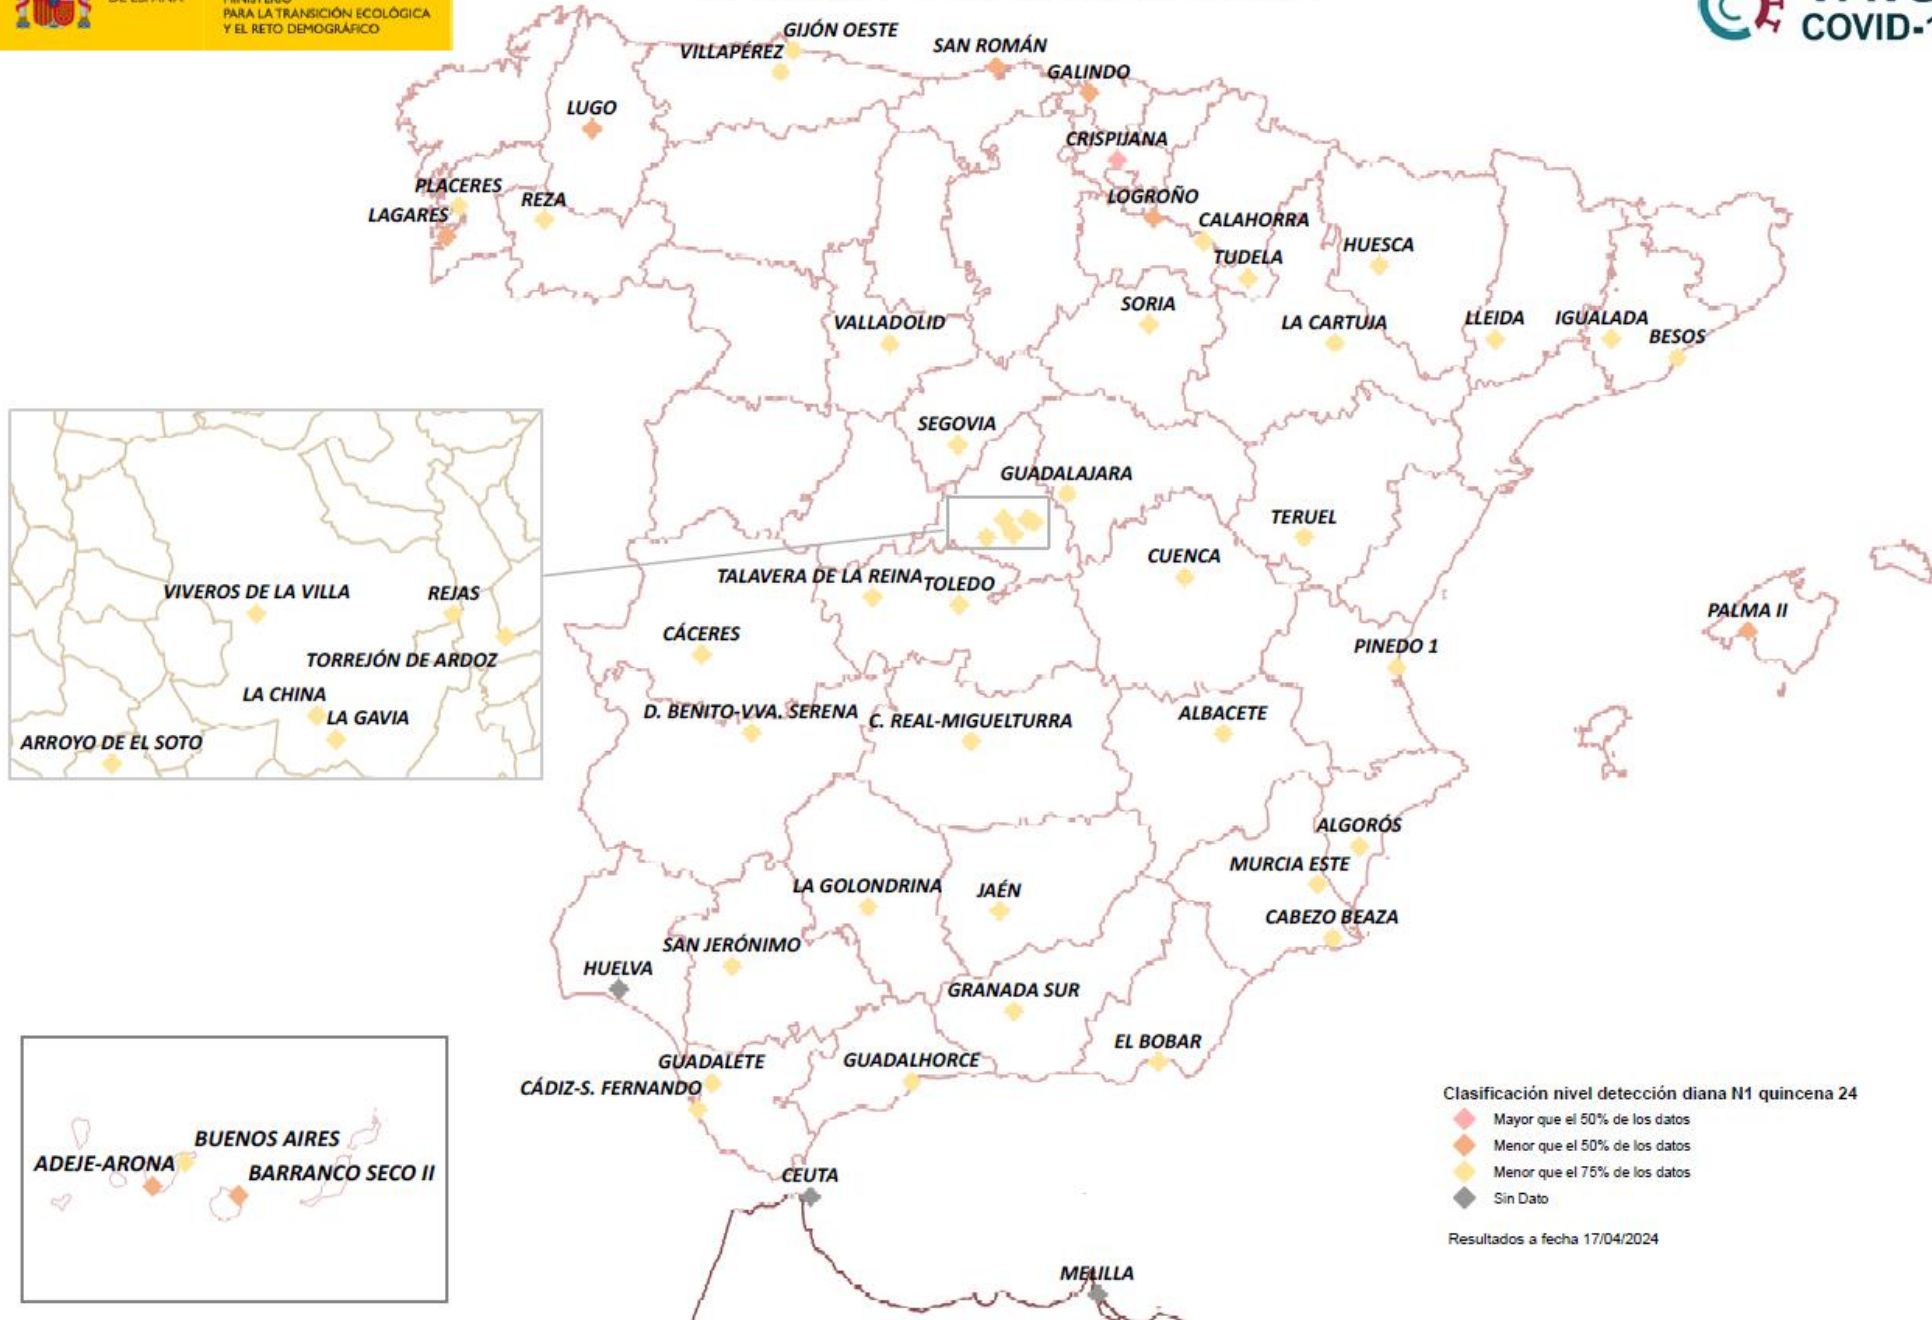 PARA LA TRANSICIÓN ECOLÓGICA
Y EL RETO DEMOGRÁFICO
COVID-1
GIJÓN OESTE
VILLAPÉREZ
SAN ROMÁN
GALINDO
LUGO
CRISPIJANA
PLACERES
REZA
LOGROÑO
LAGARES
CALAHORRA
HUESCA
TUDELA
SORIA
VALLADOLID
LA CARTUJA
LLEIDA
IGUALADA
BESOS
SEGOVIA
GUADALAJARA
TERUEL
CUENCA
TALAVERA DE LA REINA
TOLEDO
VIVEROS DE LA VILLA
REJAS
TORREJÓN DE ARDOZ
LA CHINA
LA GAVIA
ARROYO DE EL SOTO
PALMA II
CÁCERES
PINEDO 1
D. BENITO-VVA. SERENA
C. REAL-MIGUELTURRA
ALBACETE
ALGORÓS
MURCIA ESTE
LA GOLONDRINA
JAÉN
CABEZO BEAZA
SAN JERÓNIMO
HUELVA
GRANADA SUR
EL BOBAR
GUADALETE
GUADALHORCE
CÁDIZ-S. FERNANDO
BUENOS AIRES
ADEJE-ARONA
BARRANCO SECO II
CEUTA
MELILLA
Clasificación nivel detección diana N1 quincena 24
Mayor que el 50% de los datos
Menor que el 50% de los datos
Menor que el 75% de los datos
Sin Dato
Resultados a fecha 17/04/2024